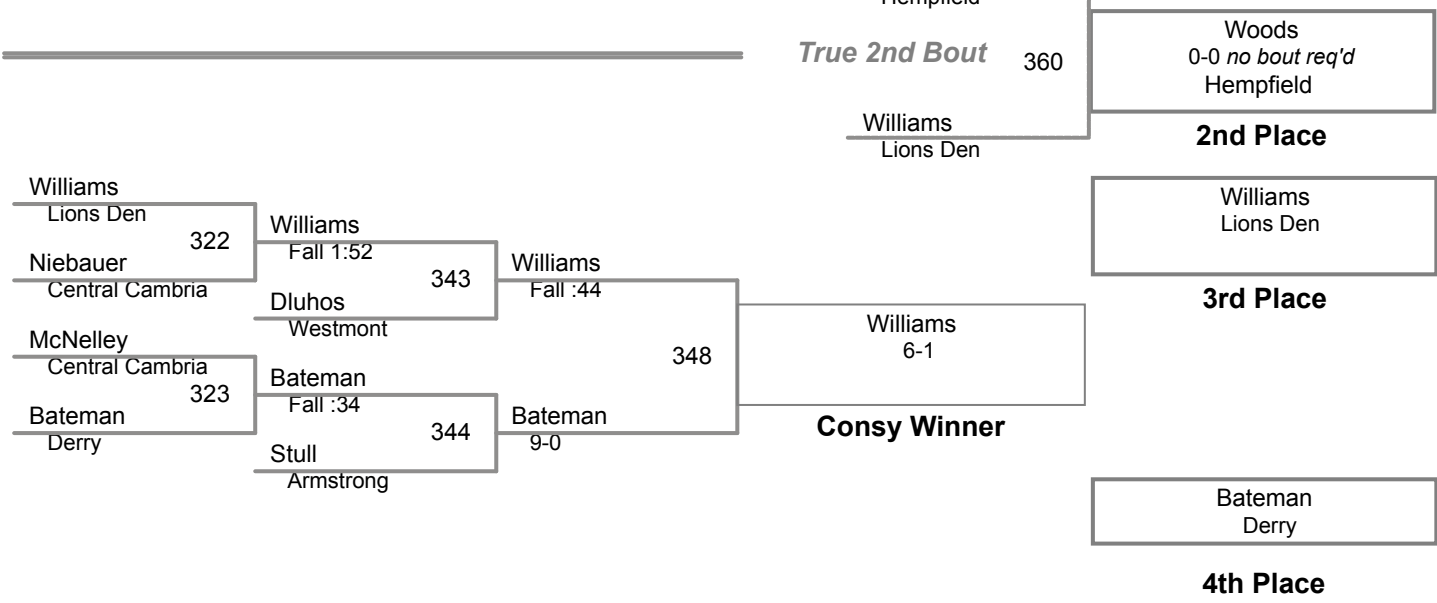 Hempfield
Woods
0-0 no bout req'd
Hempfield
2nd Place
True 2nd Bout
360
Williams
Lions Den
Williams
Lions Den
322
Niebauer
Central Cambria
McNelley
Central Cambria
323
Bateman
Derry
Williams
Fall 1:52
343
Dluhos
Westmont
Bateman
Fall :34
344
Stull
Armstrong
Williams
Fall :44
348
Bateman
9-0
Williams
6-1
Consy Winner
Williams
Lions Den
3rd Place
Bateman
Derry
4th Place